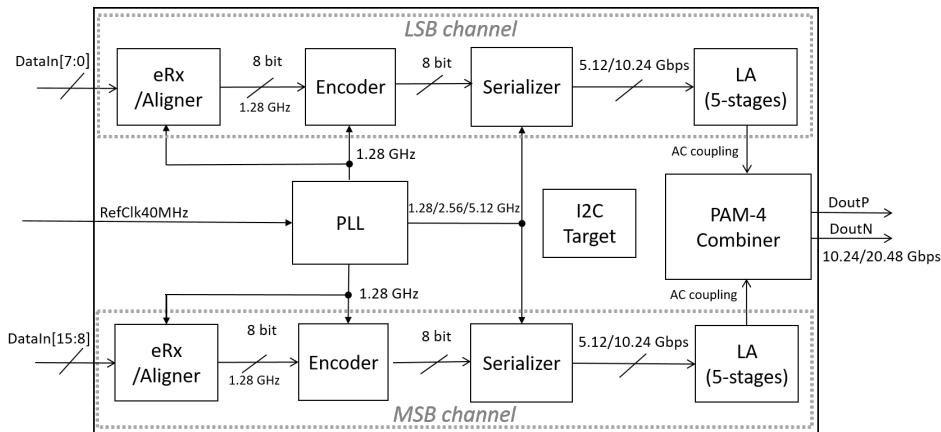 LSB channel
DataIn[7:0]
eRx
/Aligner
8 bit
1.28 GHz
Encoder
8 bit
Serializer
5.12/10.24 Gbps
LA
(5-stages)
1.28 GHz
AC coupling
RefClk40MHz
PLL
1.28/2.56/5.12 GHz
I2C
Target
PAM-4
Combiner
DoutP
DoutN
10.24/20.48 Gbps
1.28 GHz
AC coupling
DataIn[15:8]
eRx
/Aligner
8 bit
1.28 GHz
Encoder
8 bit
Serializer
5.12/10.24 Gbps
LA
(5-stages)
MSB channel